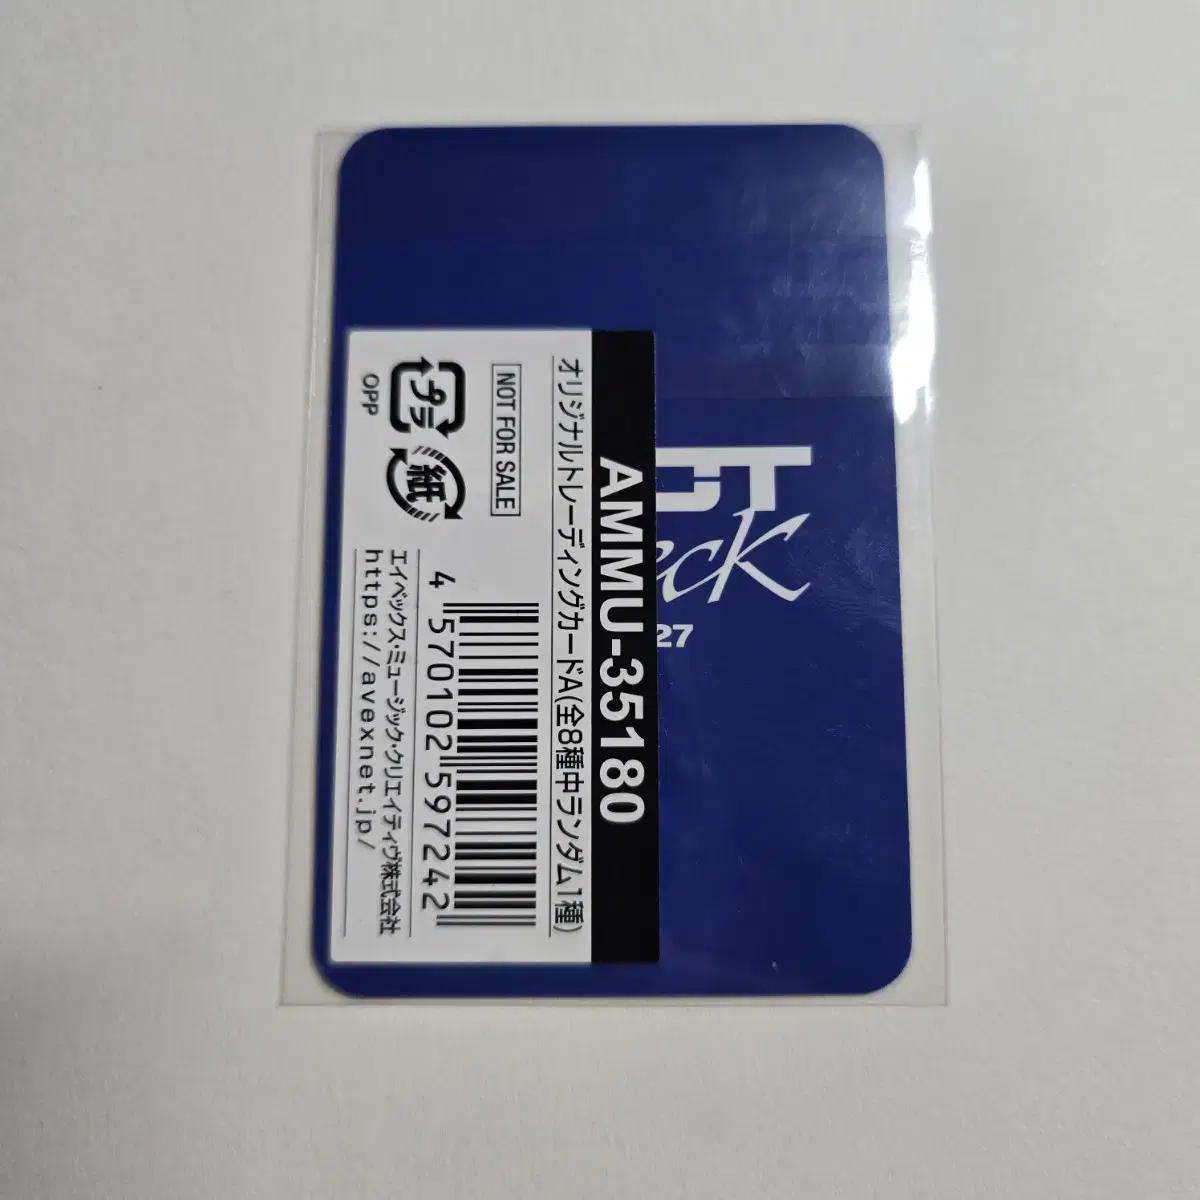 AMMU-35180
オリジナルトレーディングカードA(全8種中ランダム1種)
NOT FOR SALE
プラ
OPP
紙
4 570102 597242
エイベックス・ミュージック・クリエイティヴ株式会社
https://avexnet.jp/
CT
eck
27